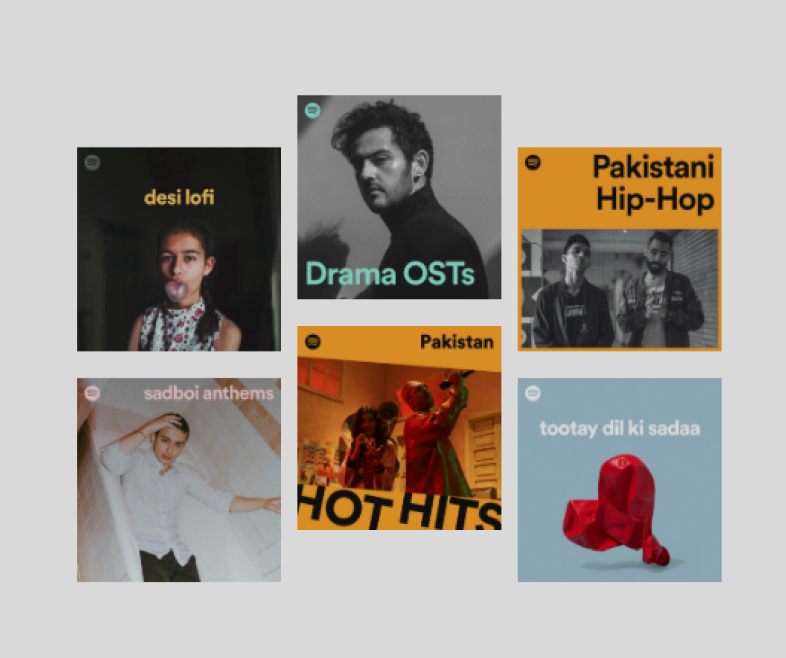 desi lofi
Drama OSTs
Pakistani
Hip-Hop
sadboi anthems
Pakistan
HOT HITS
tootay dil ki sadaa